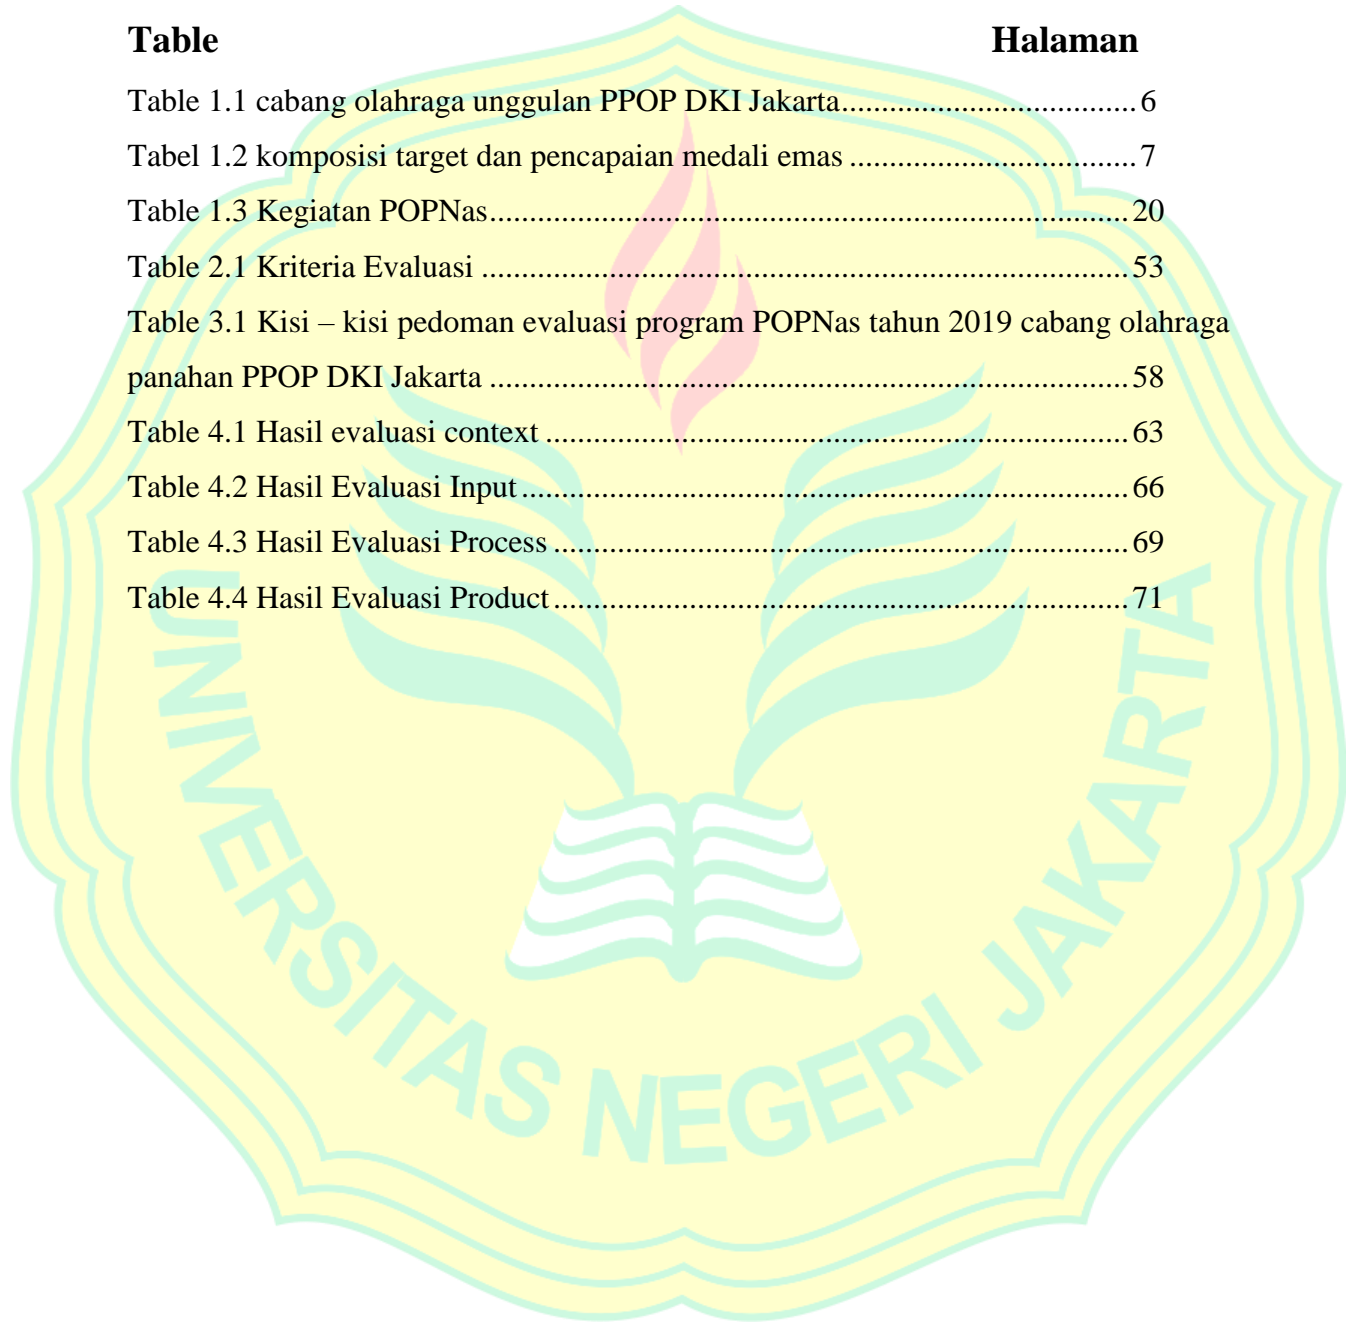 Table Halaman
Table 1.1 cabang olahraga unggulan PPOP DKI Jakarta.....................................6
Tabel 1.2 komposisi target dan pencapaian medali emas ....................................7
Table 1.3 Kegiatan POPNas................................................................................20
Table 2.1 Kriteria Evaluasi .................................................................................53
Table 3.1 Kisi – kisi pedoman evaluasi program POPNas tahun 2019 cabang olahraga
panahan PPOP DKI Jakarta ................................................................................58
Table 4.1 Hasil evaluasi context .........................................................................63
Table 4.2 Hasil Evaluasi Input............................................................................66
Table 4.3 Hasil Evaluasi Process ........................................................................69
Table 4.4 Hasil Evaluasi Product........................................................................71
UNIVERSITAS NEGERI JAKARTA